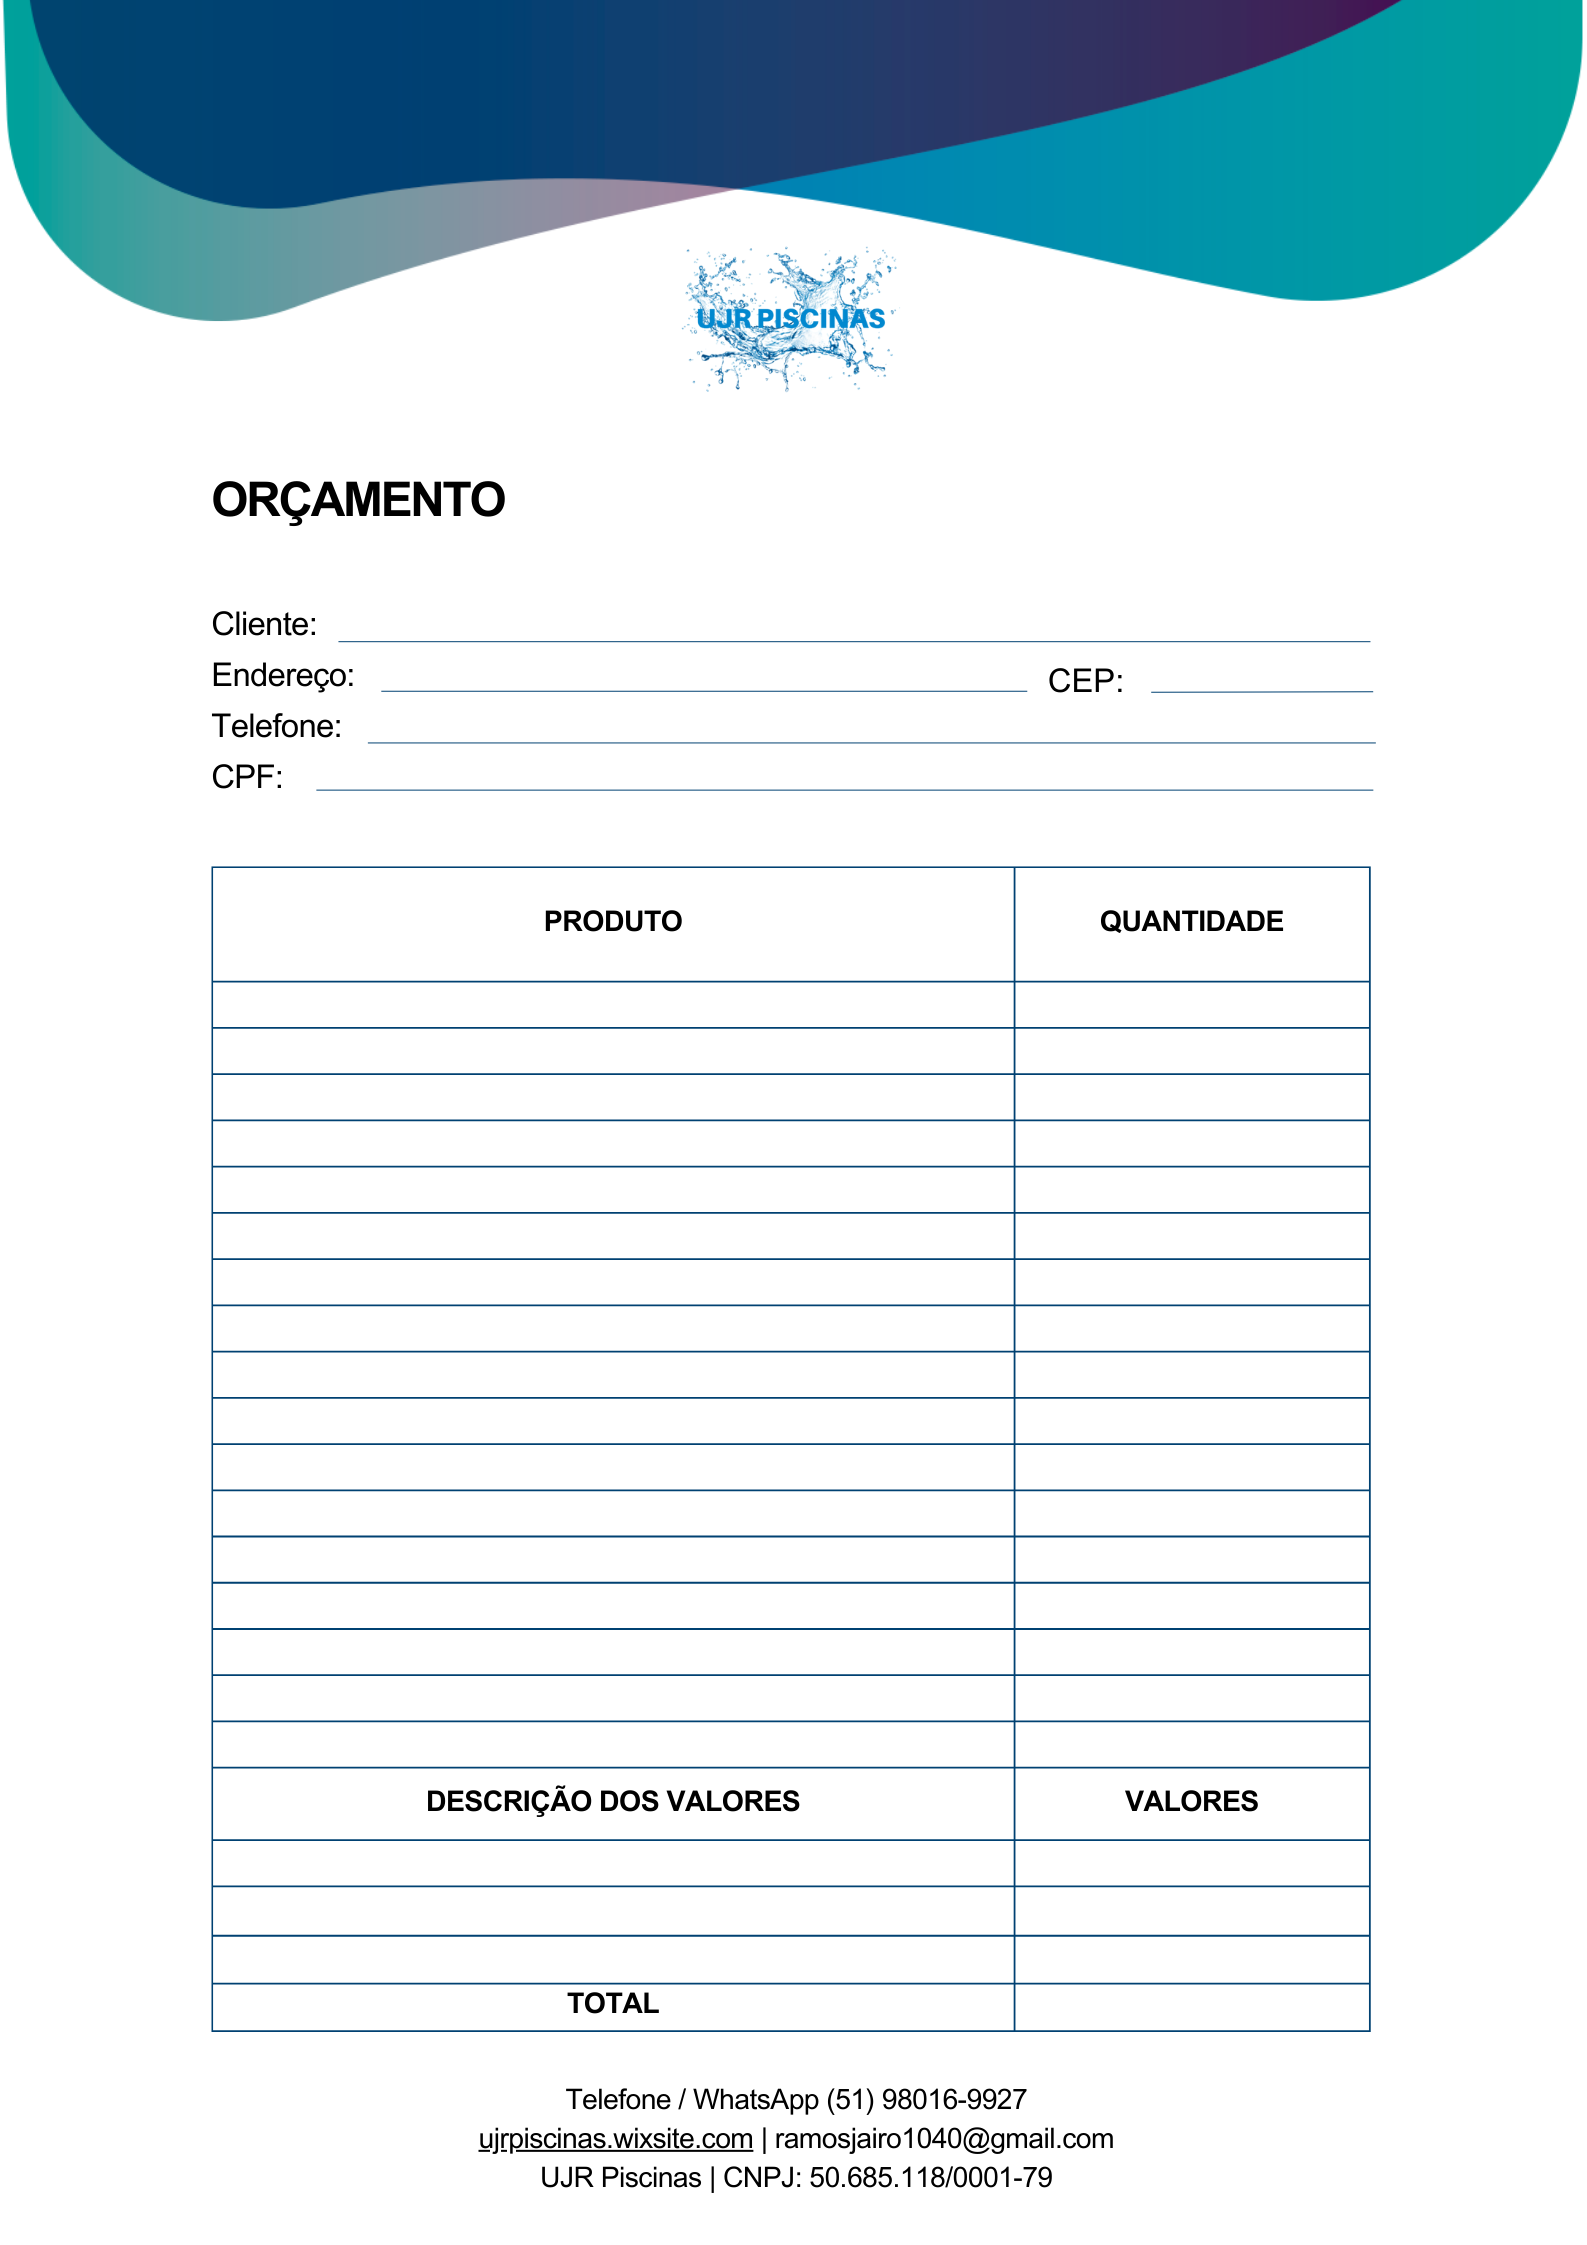 UJR PISCINAS
ORÇAMENTO
Cliente:
Endereço: CEP:
Telefone:
CPF:
PRODUTO QUANTIDADE
DESCRIÇÃO DOS VALORES VALORES
TOTAL
Telefone / WhatsApp (51) 98016-9927
ujrpiscinas.wixsite.com | ramosjairo1040@gmail.com
UJR Piscinas | CNPJ: 50.685.118/0001-79